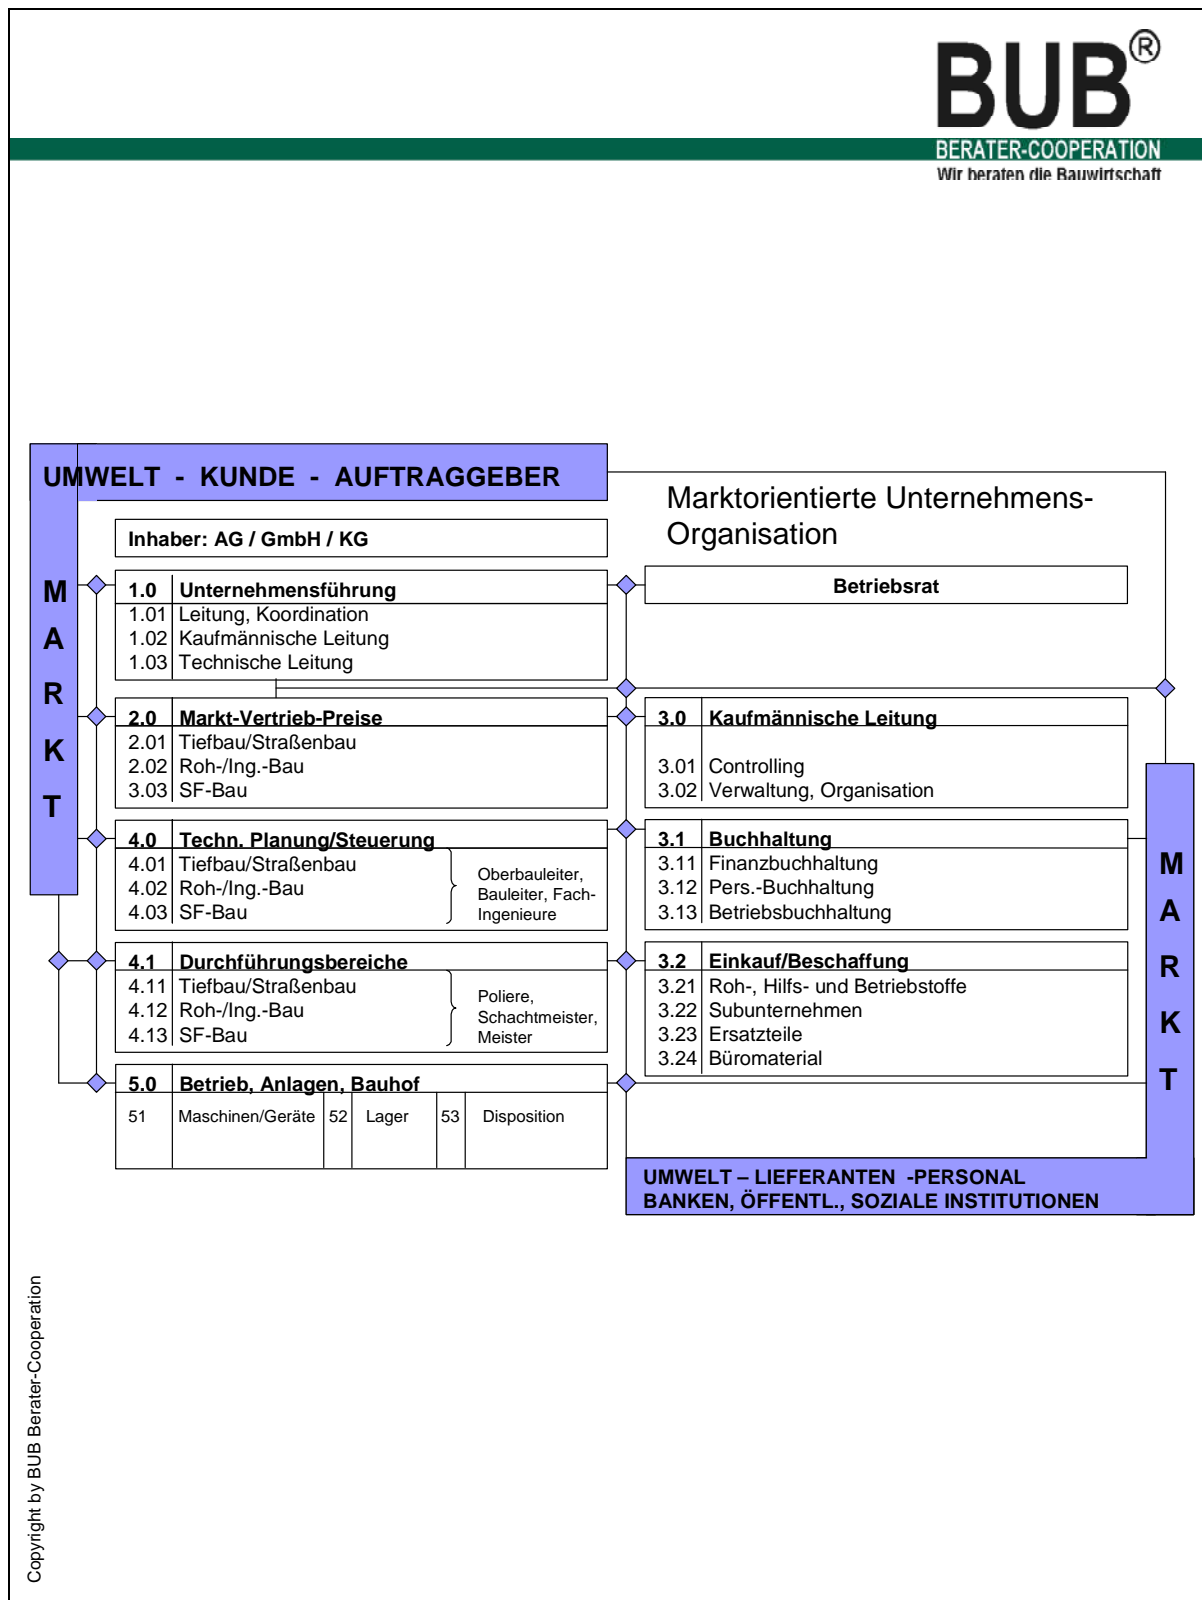 BUB®
BERATER-COOPERATION
Wir beraten die Bauwirtschaft
UMWELT - KUNDE - AUFTRAGGEBER
Marktorientierte Unternehmens-
Organisation
Inhaber: AG / GmbH / KG
MARKT
1.0 Unternehmensführung
1.01 Leitung, Koordination
1.02 Kaufmännische Leitung
1.03 Technische Leitung
Betriebsrat
2.0 Markt-Vertrieb-Preise
2.01 Tiefbau/Straßenbau
2.02 Roh-/Ing.-Bau
3.03 SF-Bau
3.0 Kaufmännische Leitung
3.01 Controlling
3.02 Verwaltung, Organisation
4.0 Techn. Planung/Steuerung
4.01 Tiefbau/Straßenbau
4.02 Roh-/Ing.-Bau
4.03 SF-Bau
Oberbauleiter,
Bauleiter, Fach-
Ingenieure
3.1 Buchhaltung
3.11 Finanzbuchhaltung
3.12 Pers.-Buchhaltung
3.13 Betriebsbuchhaltung
MARKT
4.1 Durchführungsbereiche
4.11 Tiefbau/Straßenbau
4.12 Roh-/Ing.-Bau
4.13 SF-Bau
Poliere,
Schachtmeister,
Meister
3.2 Einkauf/Beschaffung
3.21 Roh-, Hilfs- und Betriebstoffe
3.22 Subunternehmen
3.23 Ersatzteile
3.24 Büromaterial
5.0 Betrieb, Anlagen, Bauhof
51 Maschinen/Geräte 52 Lager 53 Disposition
UMWELT – LIEFERANTEN -PERSONAL
BANKEN, ÖFFENTL., SOZIALE INSTITUTIONEN
Copyright by BUB Berater-Cooperation